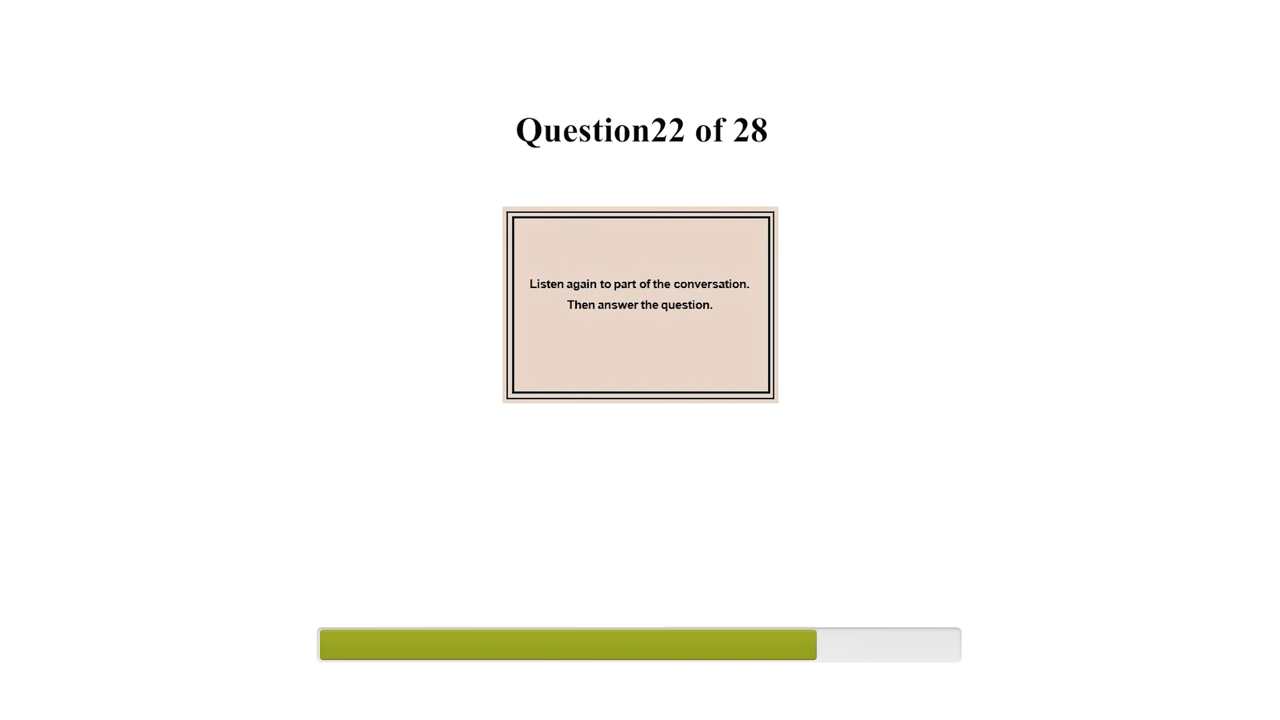 Question22 of 28
Listen again to part of the conversation.
Then answer the question.